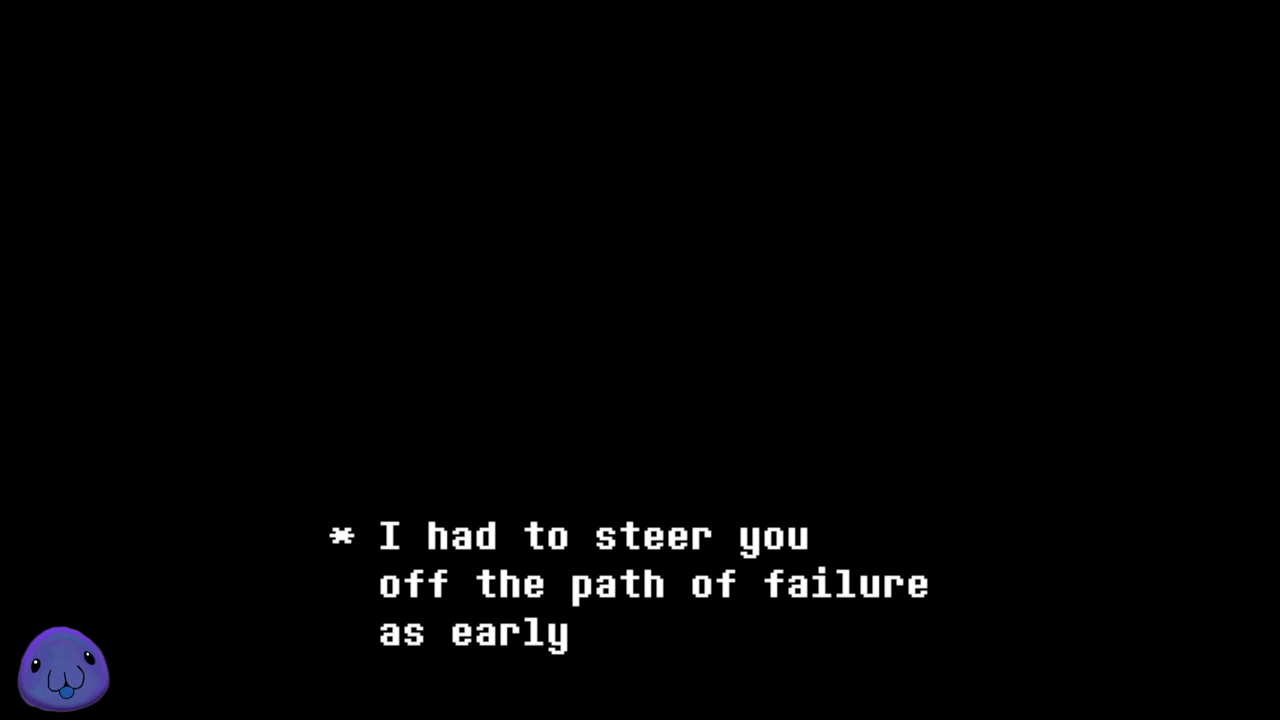 * I had to steer you
off the path of failure
as early